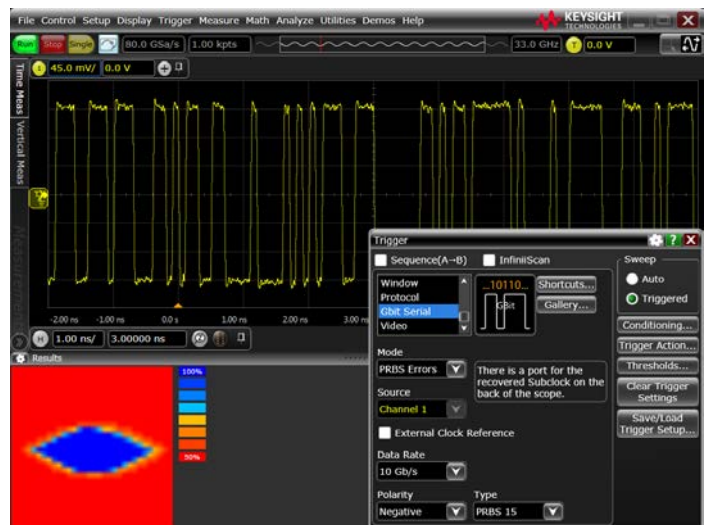 File Control Setup Display Trigger Measure Math Analyze Utilities Demos Help
KEYSIGHT
TECHNOLOGIES
Run Stop Single 80.0 GSa/s 1.00 kpts 33.0 GHz T 0.0 V
1 45.0 mV/ 0.0 V
Time Meas
Vertical Meas
Measurements
-2.00 ns -1.00 ns 0.0 s 1.00 ns 2.00 ns 3.00 ns
H 1.00 ns/ 3.00000 ns
Results
100%
50%
Trigger
Sequence(A→B) InfiniiScan
Window
Protocol
Gbit Serial
Video
...10110...
GBit
Shortcuts...
Gallery...
Mode
PRBS Errors
There is a port for the
recovered Subclock on the
back of the scope.
Source
Channel 1
External Clock Reference
Data Rate
10 Gb/s
Polarity Type
Negative PRBS 15
Sweep
Auto
Triggered
Conditioning...
Trigger Action...
Thresholds...
Clear Trigger
Settings
Save/Load
Trigger Setup...